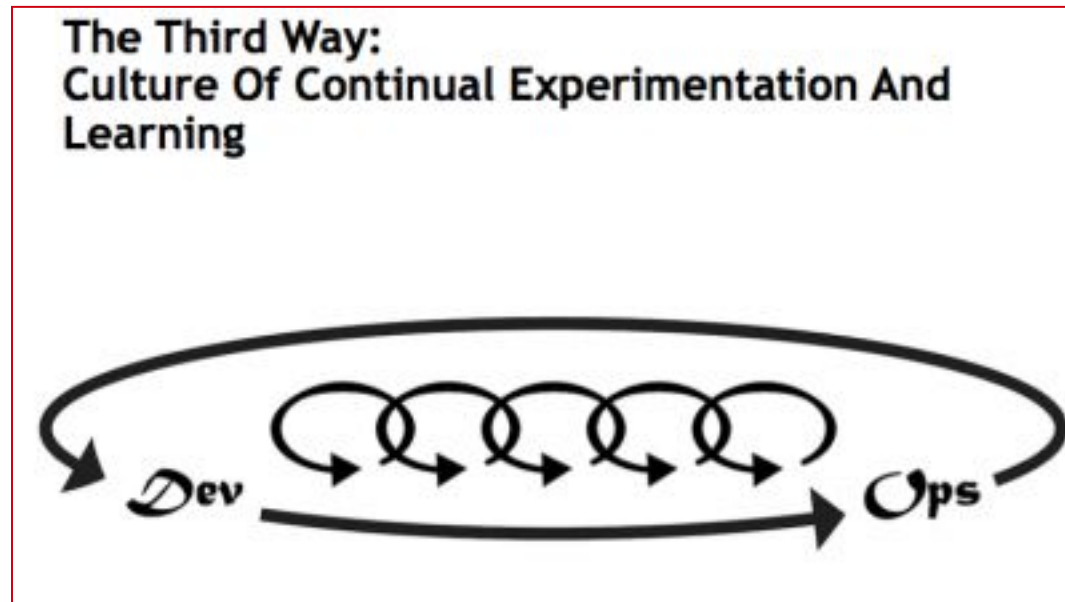 The Third Way:
Culture Of Continual Experimentation And
Learning
Dev
Ops